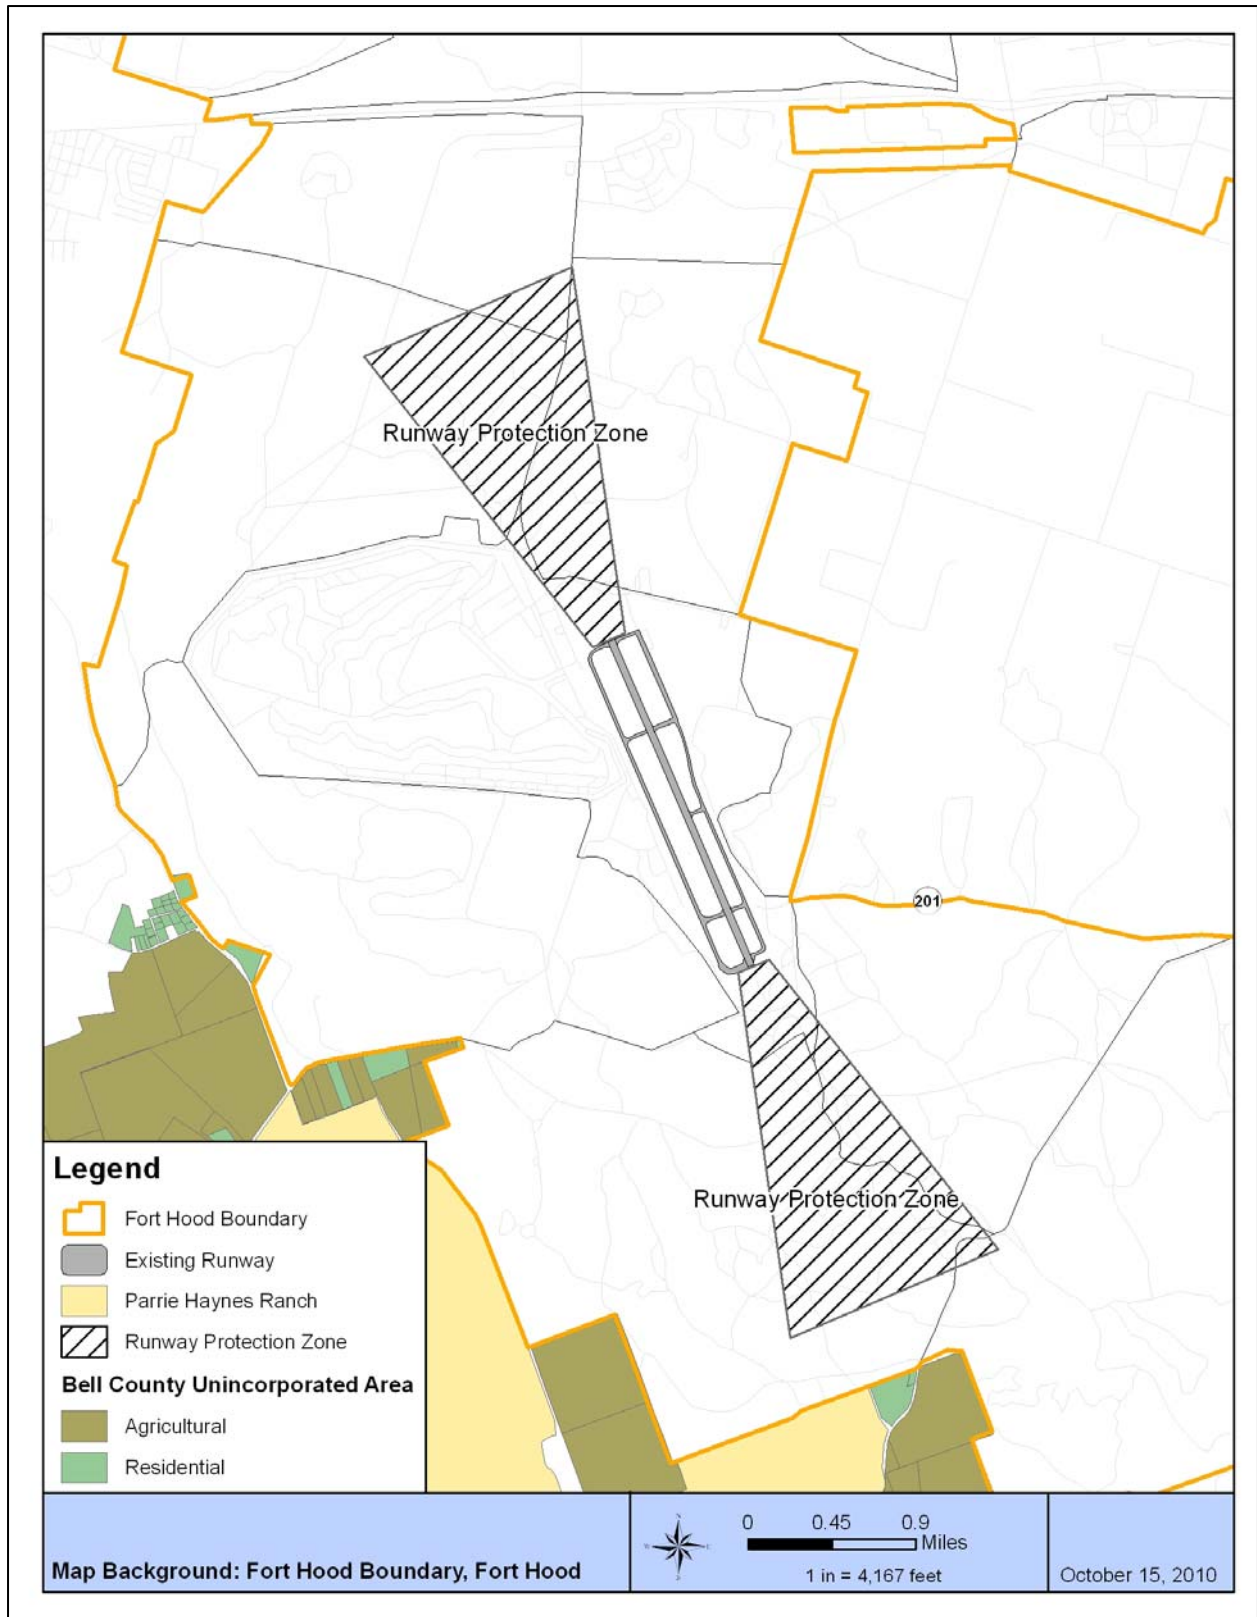 Runway Protection Zone
201
Runway Protection Zone
Legend
Fort Hood Boundary
Existing Runway
Parrie Haynes Ranch
Runway Protection Zone
Bell County Unincorporated Area
Agricultural
Residential
Map Background: Fort Hood Boundary, Fort Hood
N
W
E
S
0 0.45 0.9
Miles
1 in = 4,167 feet
October 15, 2010